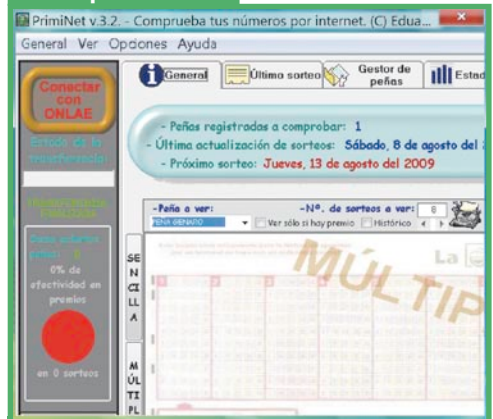 PrimiNet v.3.2. - Comprueba tus números por internet. (C) Edua...
General Ver Opciones Ayuda
Conectar
con
ONLAE
Estado de la
transferencia:
General
Último sorteo
Gestor de
peñas
Estad
- Peñas registradas a comprobar: 1
- Última actualización de sorteos: Sábado, 8 de agosto del
- Próximo sorteo: Jueves, 13 de agosto del 2009
-Peña a ver:
-Nº. de sorteos a ver: 8
PEÑA GENARO
Ver sólo si hay premio
Histórico
0% de
efectividad en
premios
en 0 sorteos
SE
N
CI
LL
A
M
ÚL
TI
PL
La
MÚLTIP